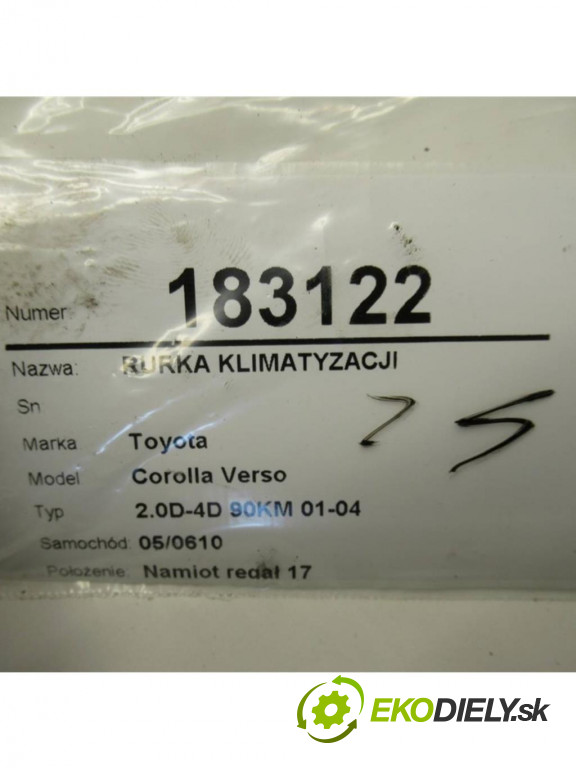 Numer 183122
Nazwa: RURKA KLIMATYZACJI
Sn
Marka Toyota
Model Corolla Verso
Typ 2.0D-4D 90KM 01-04
Samochód: 05/0610
Położenie: Namiot regał 17
75
EKODIELY.sk